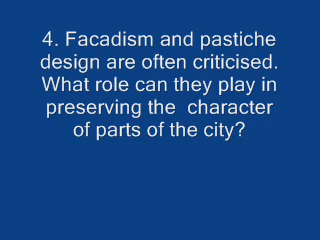 4. Facadism and pastiche
design are often criticised.
What role can they play in
preserving the  character
of parts of the city?